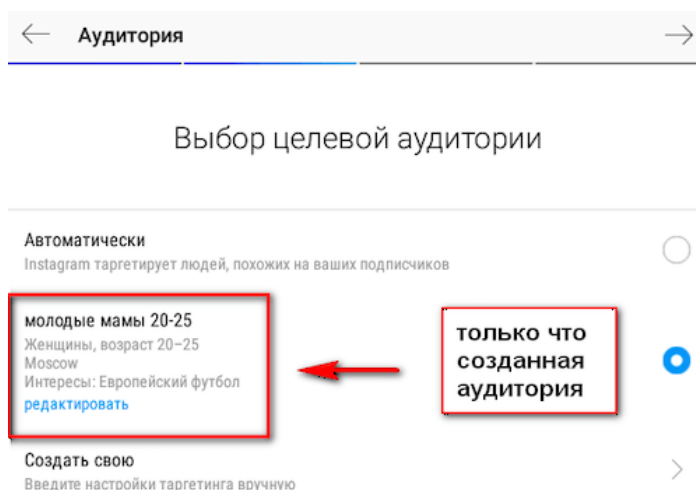 Аудитория
Выбор целевой аудитории
Автоматически
Instagram таргетирует людей, похожих на ваших подписчиков
молодые мамы 20-25
Женщины, возраст 20–25
Moscow
Интересы: Европейский футбол
редактировать
только что
созданная
аудитория
Создать свою
Введите настройки таргетинга вручную